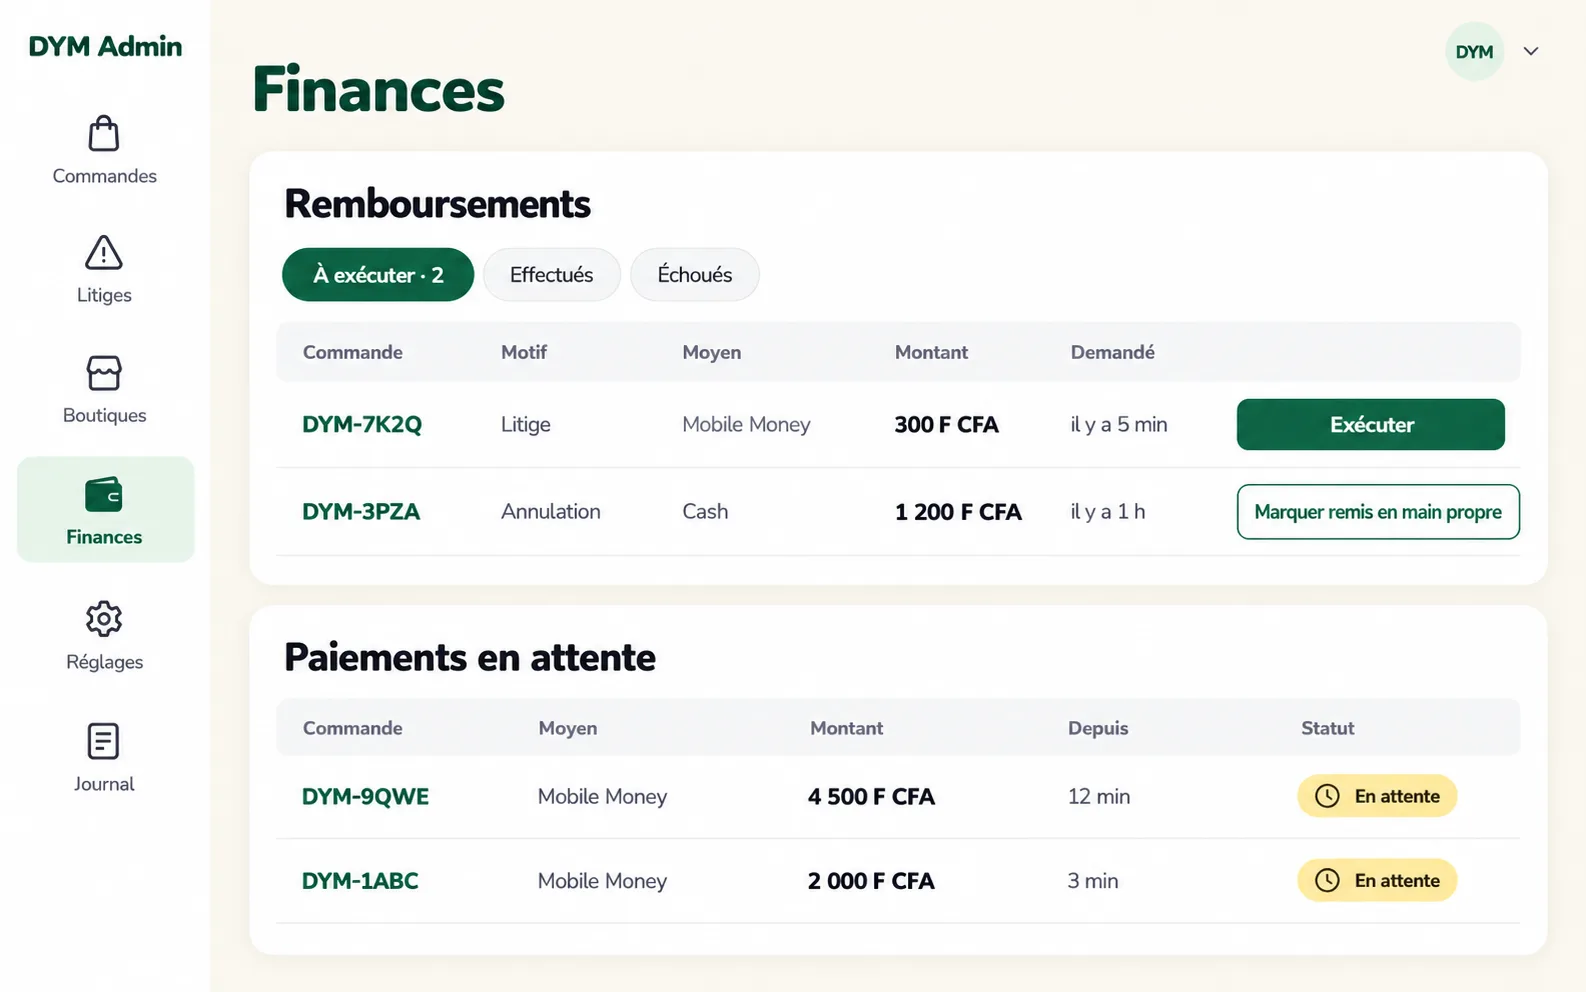 DYM Admin
Commandes
Litiges
Boutiques
Finances
Réglages
Journal
DYM
Finances
Remboursements
À exécuter · 2 Effectués Échoués
Commande Motif Moyen Montant Demandé
DYM-7K2Q Litige Mobile Money 300 F CFA il y a 5 min Exécuter
DYM-3PZA Annulation Cash 1 200 F CFA il y a 1 h Marquer remis en main propre
Paiements en attente
Commande Moyen Montant Depuis Statut
DYM-9QWE Mobile Money 4 500 F CFA 12 min En attente
DYM-1ABC Mobile Money 2 000 F CFA 3 min En attente